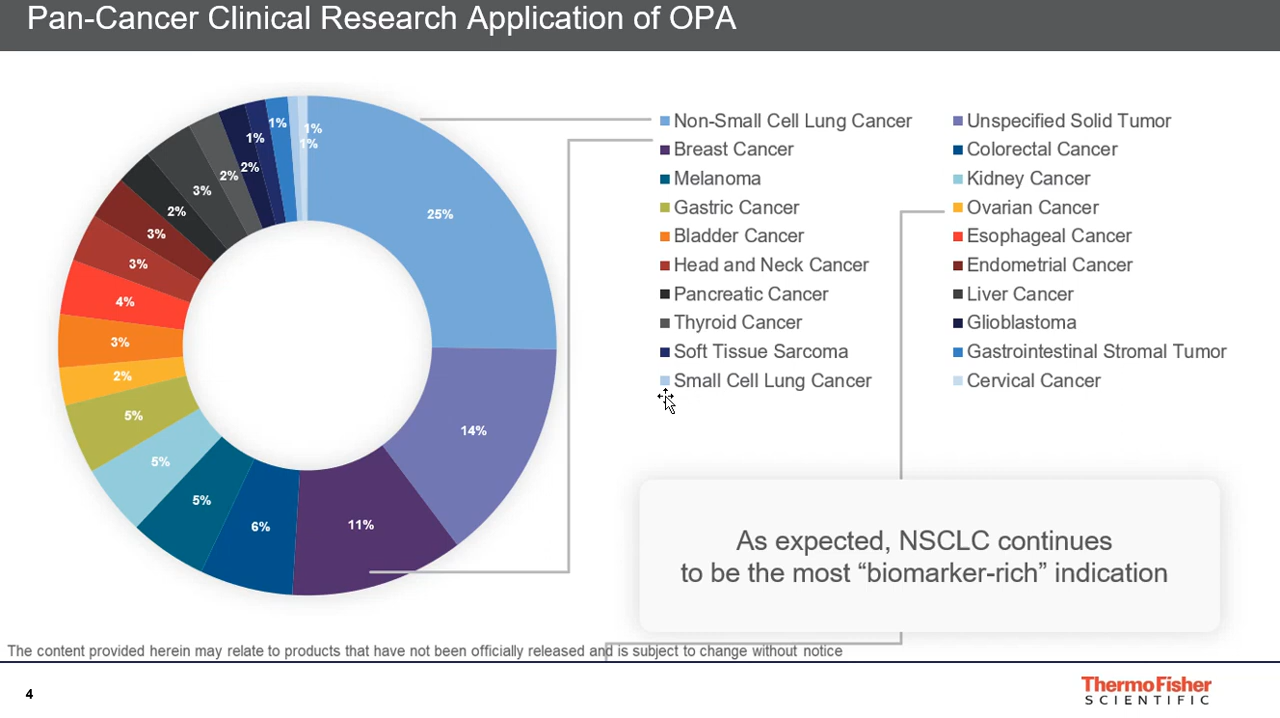 Pan-Cancer Clinical Research Application of OPA
1%
1%
1%
1%
2%
2%
3%
2%
3%
3%
4%
3%
2%
5%
5%
5%
6%
11%
14%
25%
Non-Small Cell Lung Cancer
Unspecified Solid Tumor
Breast Cancer
Colorectal Cancer
Melanoma
Kidney Cancer
Gastric Cancer
Ovarian Cancer
Bladder Cancer
Esophageal Cancer
Head and Neck Cancer
Endometrial Cancer
Pancreatic Cancer
Liver Cancer
Thyroid Cancer
Glioblastoma
Soft Tissue Sarcoma
Gastrointestinal Stromal Tumor
Small Cell Lung Cancer
Cervical Cancer
As expected, NSCLC continues
to be the most “biomarker-rich” indication
The content provided herein may relate to products that have not been officially released and is subject to change without notice
4
ThermoFisher
SCIENTIFIC